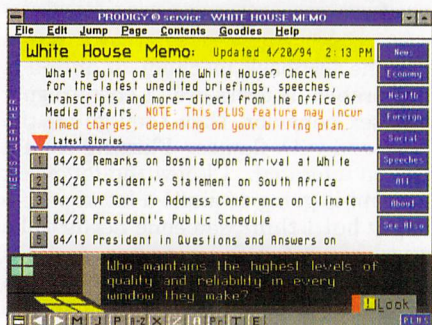 PRODIGY ® service - WHITE HOUSE MEMO
File Edit Jump Page Contents Goodies Help
White House Memo: Updated 4/20/94 2:13 PM
What's going on at the White House? Check here
for the latest unedited briefings, speeches,
transcripts and more--direct from the Office of
Media Affairs. NOTE: This PLUS feature may incur
timed charges, depending on your billing plan.
Latest Stories
1 04/20 Remarks on Bosnia upon Arrival at White
2 04/20 President's Statement on South Africa
3 04/20 VP Gore to Address Conference on Climate
4 04/20 President's Public Schedule
5 04/19 President in Questions and Answers on
NEWS/WEATHER
News
Economy
Health
Foreign
Social
Speeches
All
About
See Also
Who maintains the highest levels of
quality and reliability in every
window they make?
Look
M J P A-Z X Z A Pr T E PLUS